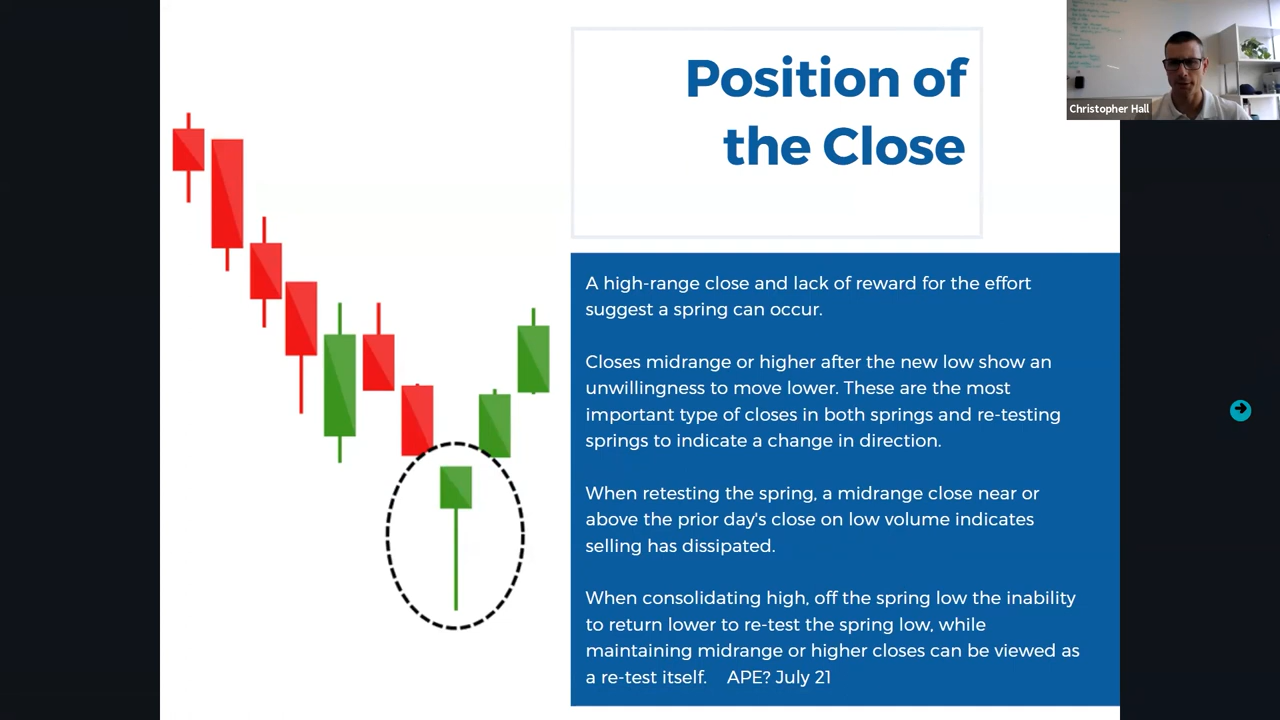 Position of
the Close
Christopher Hall
A high-range close and lack of reward for the effort
suggest a spring can occur.
Closes midrange or higher after the new low show an
unwillingness to move lower. These are the most
important type of closes in both springs and re-testing
springs to indicate a change in direction.
When retesting the spring, a midrange close near or
above the prior day's close on low volume indicates
selling has dissipated.
When consolidating high, off the spring low the inability
to return lower to re-test the spring low, while
maintaining midrange or higher closes can be viewed as
a re-test itself. APE? July 21